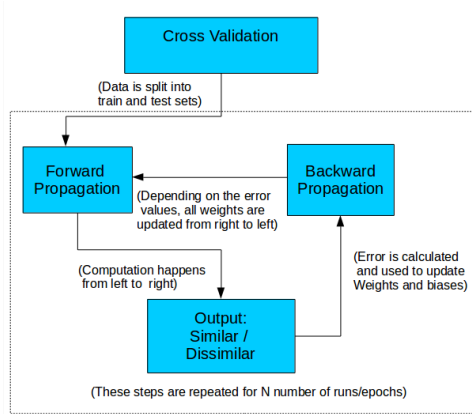 Cross Validation
(Data is split into
train and test sets)
Forward
Propagation
Backward
Propagation
(Depending on the error
values, all weights are
updated from right to left)
(Computation happens
from left to  right)
(Error is calculated
and used to update
Weights and biases)
Output:
Similar /
Dissimilar
(These steps are repeated for N number of runs/epochs)